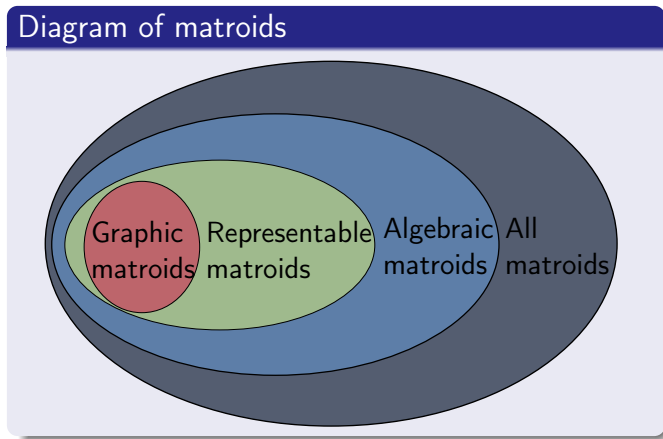 Diagram of matroids
Graphic
matroids
Representable
matroids
Algebraic
matroids
All
matroids